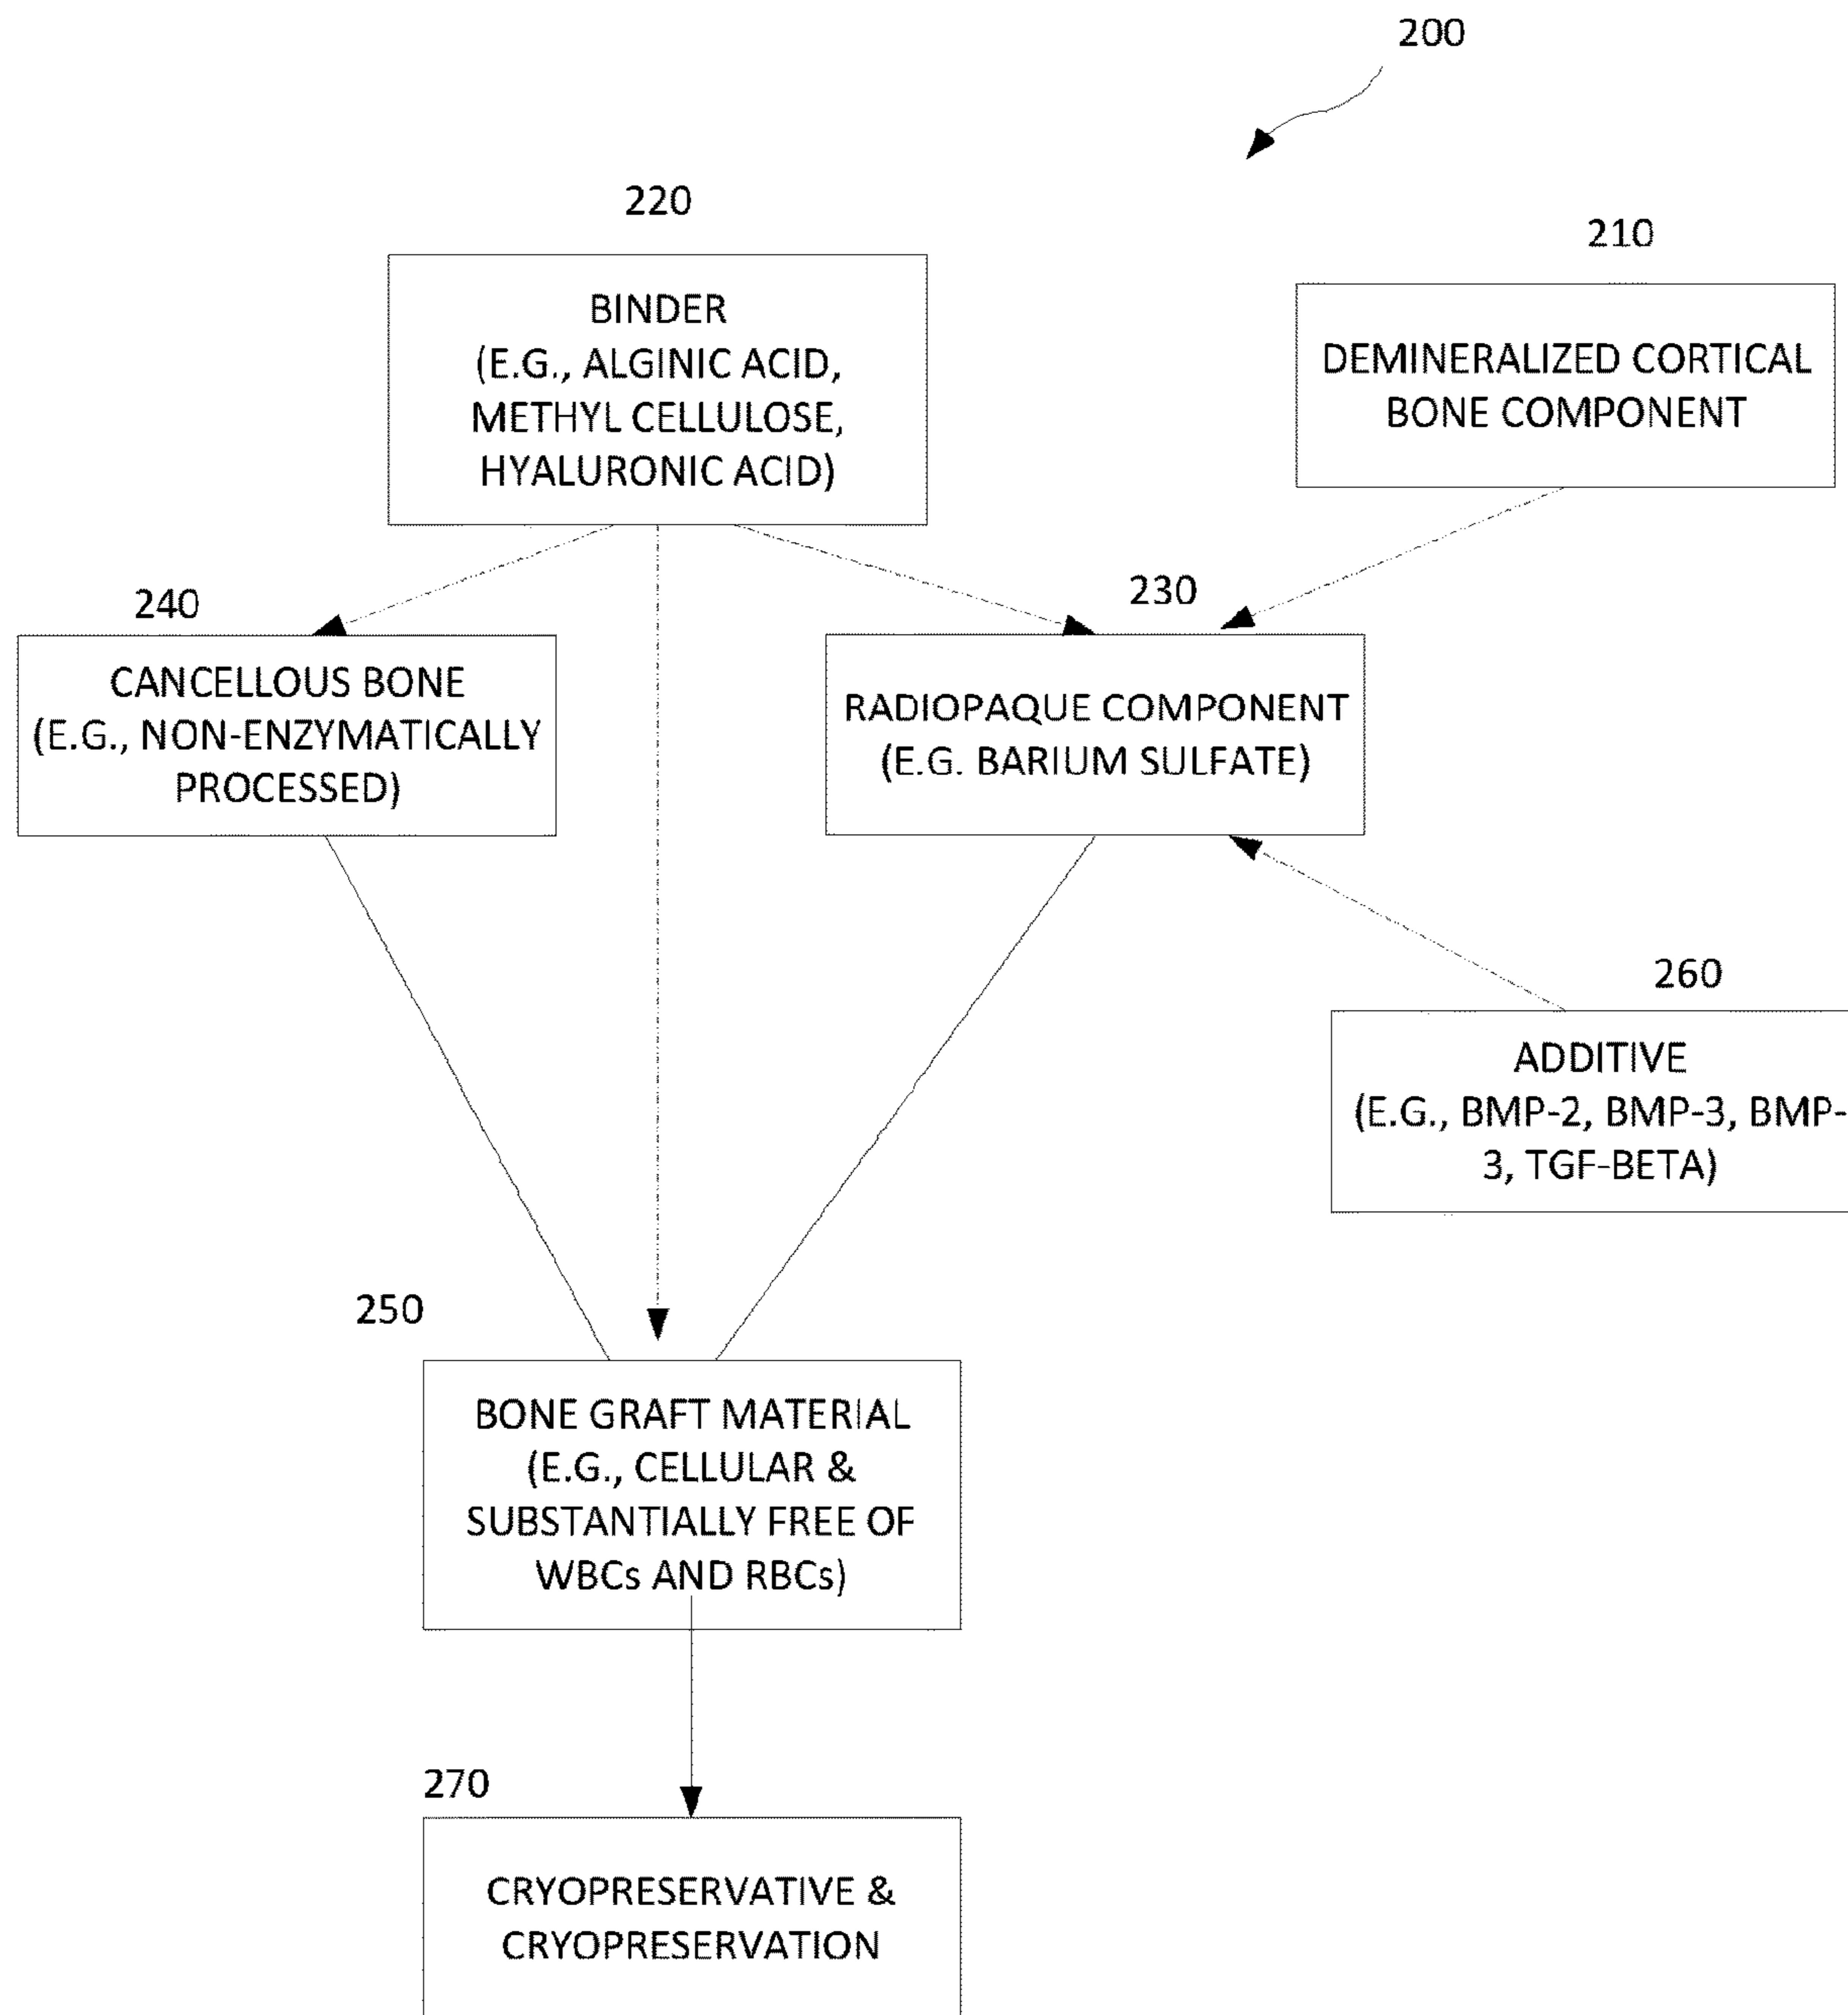 200
220
210
BINDER
(E.G., ALGINIC ACID,
METHYL CELLULOSE,
HYALURONIC ACID)
DEMINERALIZED CORTICAL
BONE COMPONENT
240
230
CANCELLOUS BONE
(E.G., NON-ENZYMATICALLY
PROCESSED)
RADIOPAQUE COMPONENT
(E.G. BARIUM SULFATE)
260
ADDITIVE
(E.G., BMP-2, BMP-3, BMP-
3, TGF-BETA)
250
BONE GRAFT MATERIAL
(E.G., CELLULAR &
SUBSTANTIALLY FREE OF
WBCs AND RBCs)
270
CRYOPRESERVATIVE &
CRYOPRESERVATION